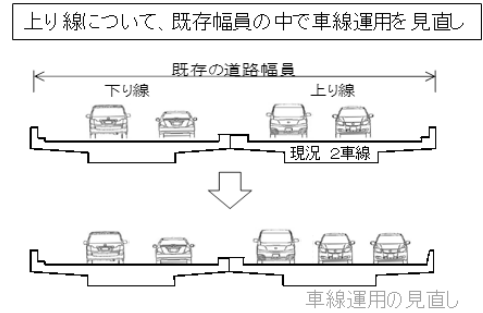 上り線について、既存幅員の中で車線運用を見直し
既存の道路幅員
下り線
上り線
現況 2車線
車線運用の見直し